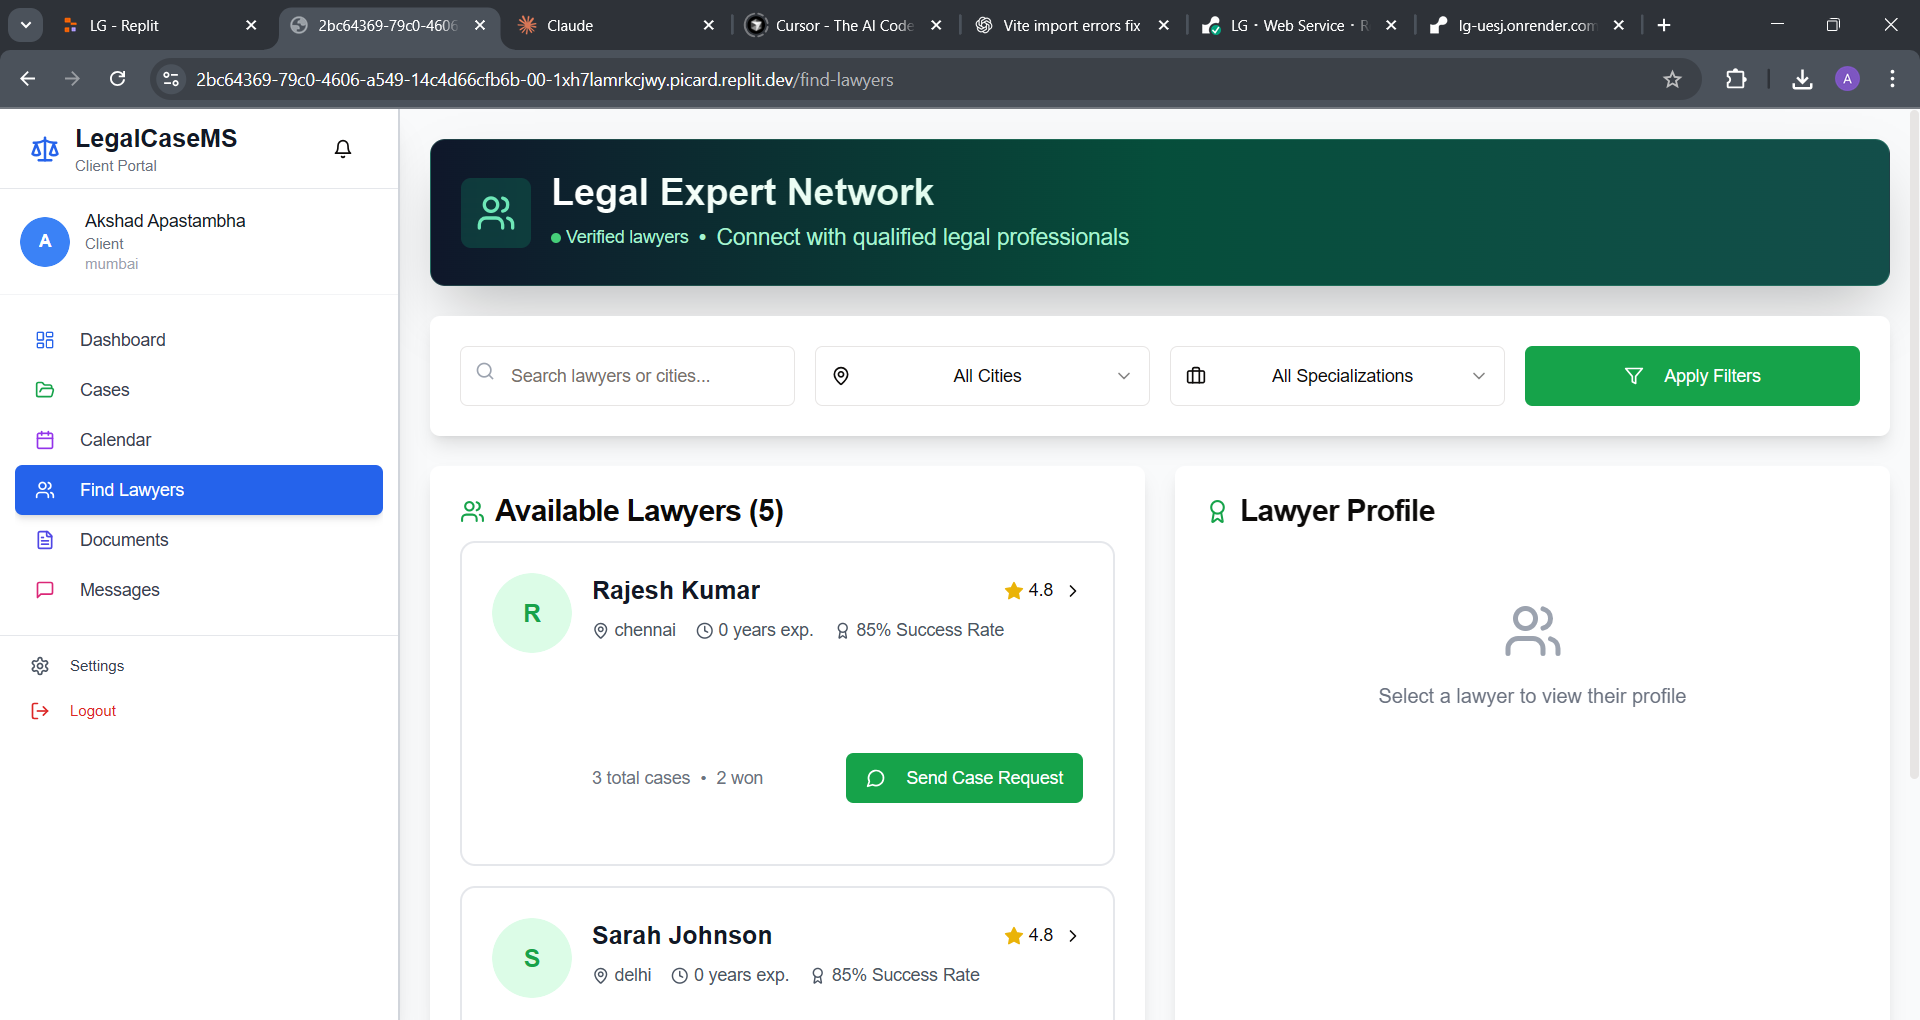 LG - Replit
2bc64369-79c0-4606
Claude
Cursor - The AI Code
Vite import errors fix
LG · Web Service · R
lg-uesj.onrender.com
2bc64369-79c0-4606-a549-14c4d66cfb6b-00-1xh7lamrkcjwy.picard.replit.dev/find-lawyers
A
LegalCaseMS
Client Portal
A
Akshad Apastambha
Client
mumbai
Dashboard
Cases
Calendar
Find Lawyers
Documents
Messages
Settings
Logout
Legal Expert Network
Verified lawyers • Connect with qualified legal professionals
Search lawyers or cities...
All Cities
All Specializations
Apply Filters
Available Lawyers (5)
R
Rajesh Kumar
4.8
chennai 0 years exp. 85% Success Rate
3 total cases • 2 won
Send Case Request
S
Sarah Johnson
4.8
delhi 0 years exp. 85% Success Rate
Lawyer Profile
Select a lawyer to view their profile